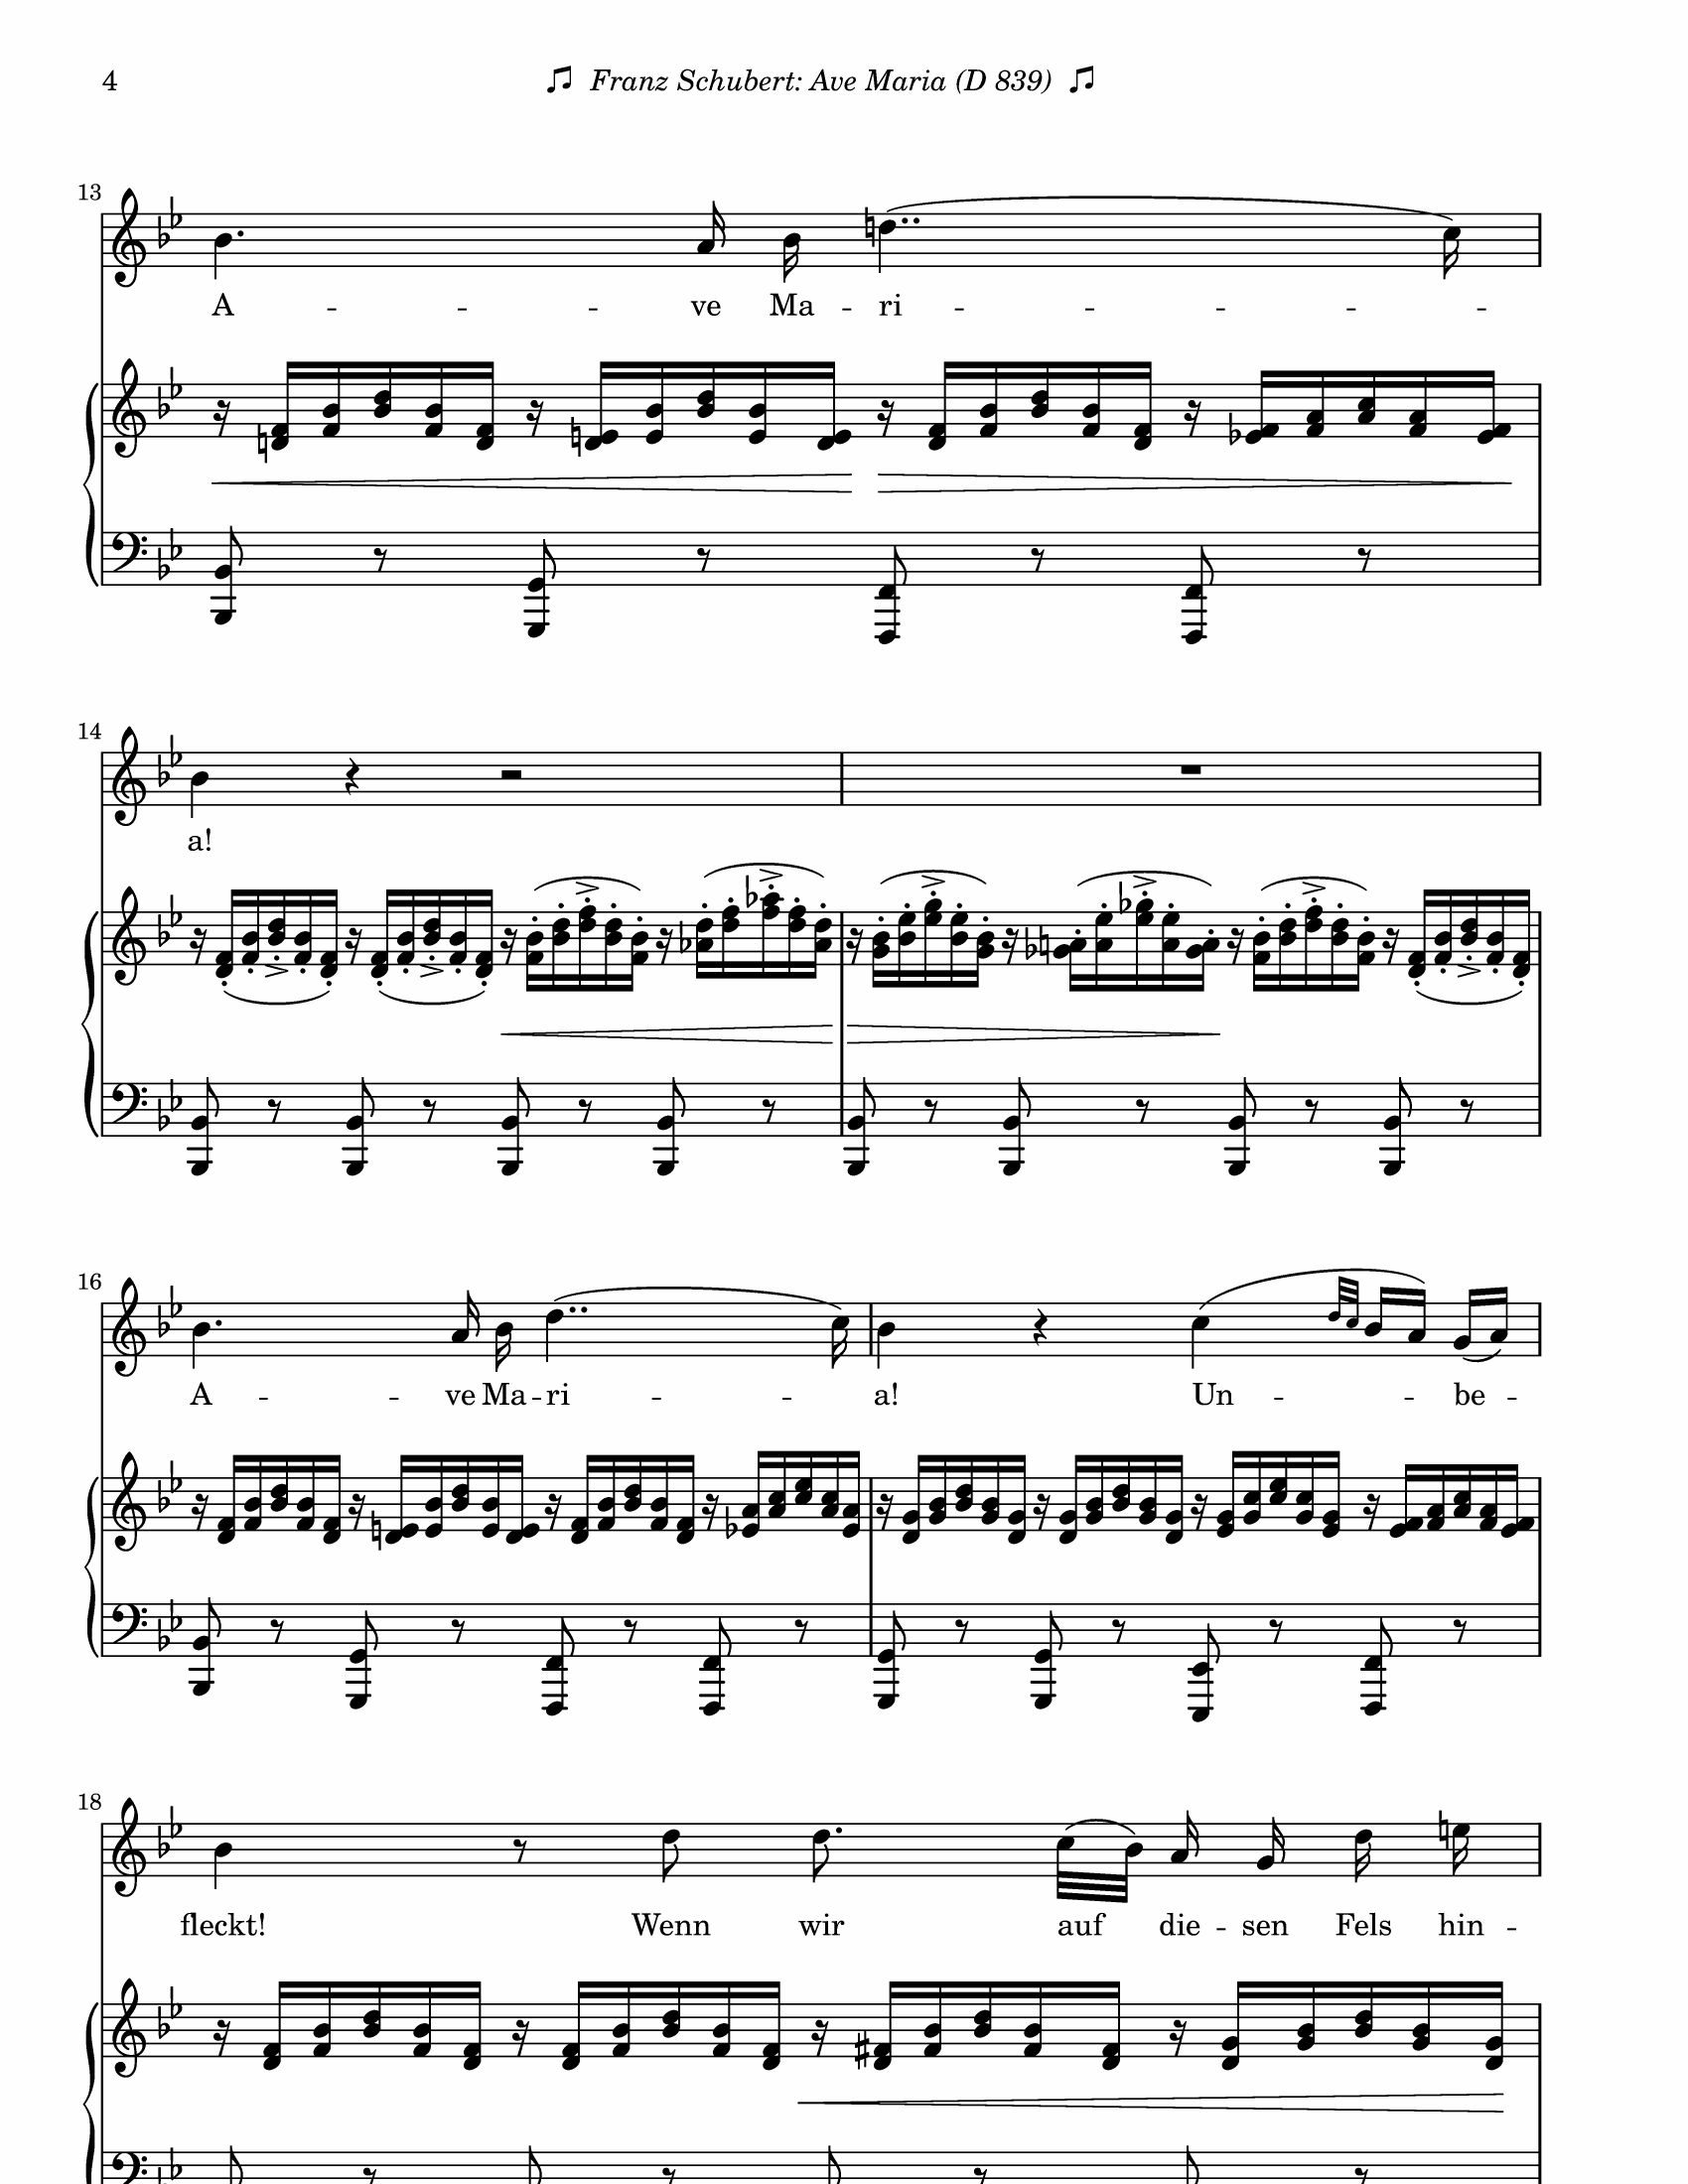 4 Franz Schubert: Ave Maria (D 839)
13
A -- ve Ma -- ri --
14
a!
16
A -- ve Ma -- ri -- a! Un -- be --
18
fleckt! Wenn wir auf die -- sen Fels hin --